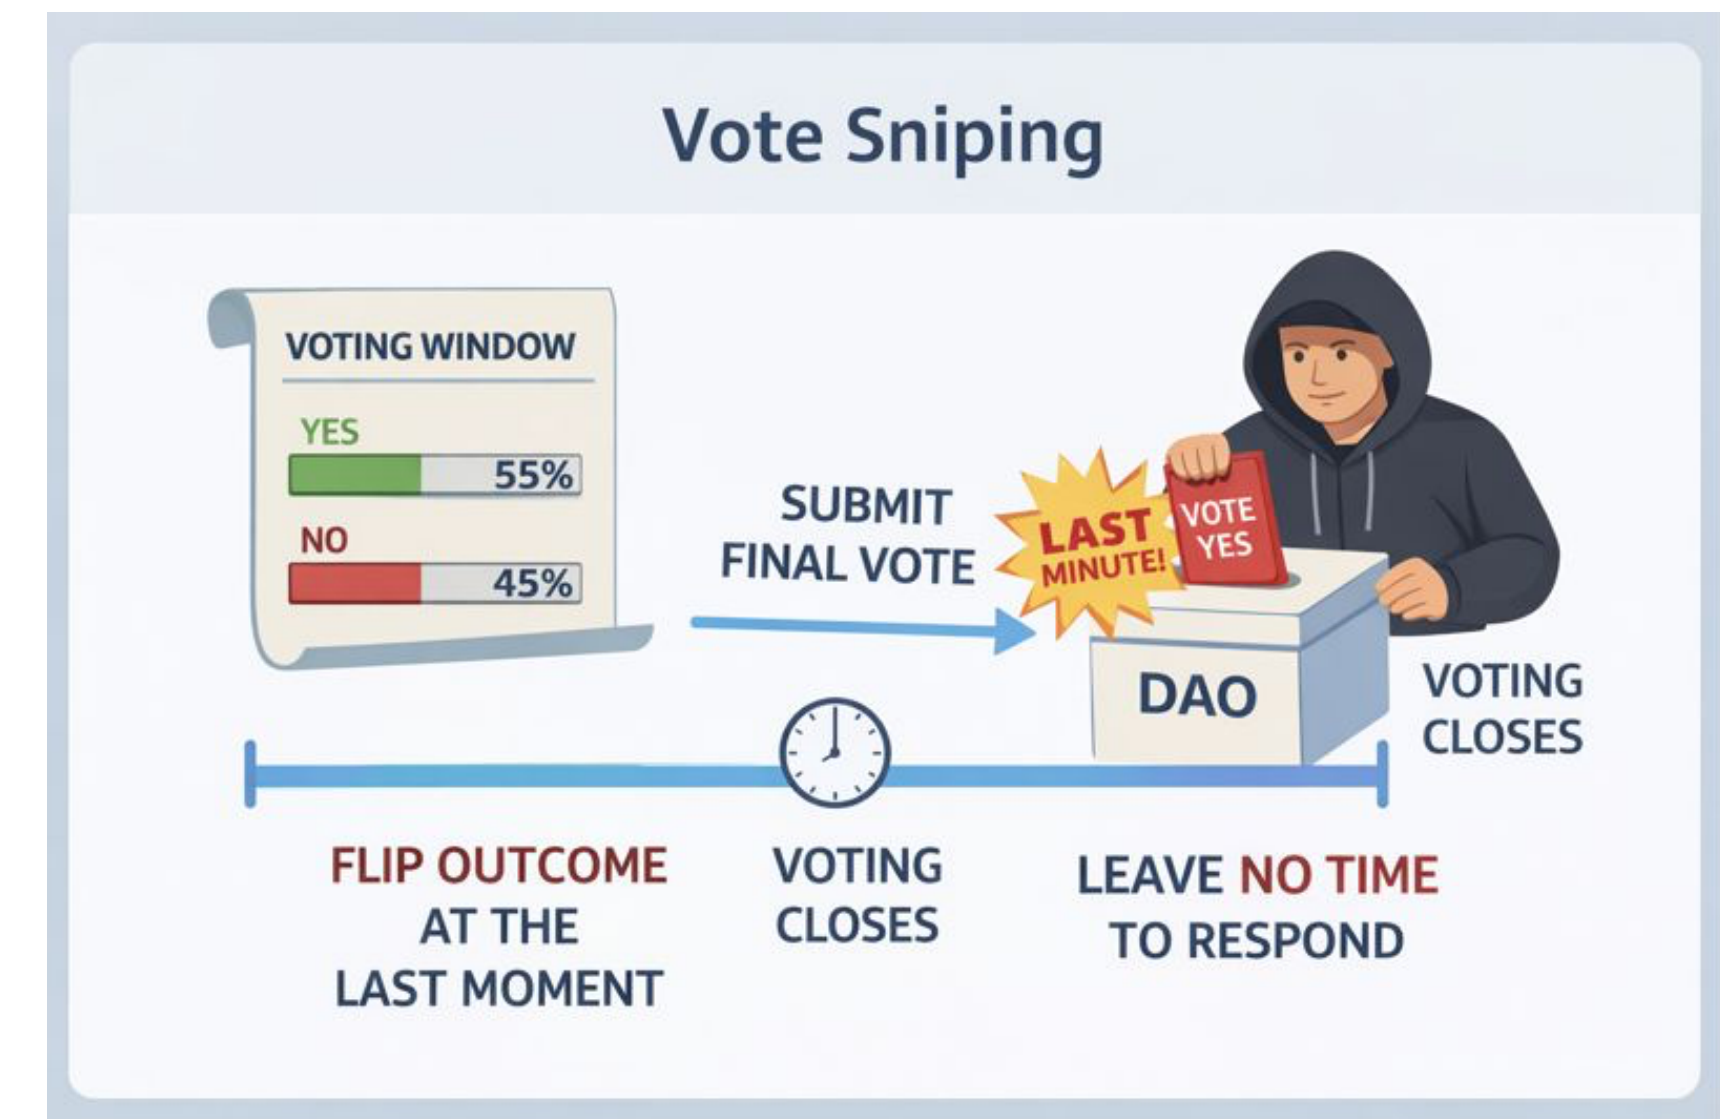 Vote Sniping
VOTING WINDOW
YES
55%
NO
45%
SUBMIT
FINAL VOTE
LAST
MINUTE!
VOTE
YES
DAO
VOTING
CLOSES
FLIP OUTCOME
AT THE
LAST MOMENT
VOTING
CLOSES
LEAVE NO TIME
TO RESPOND